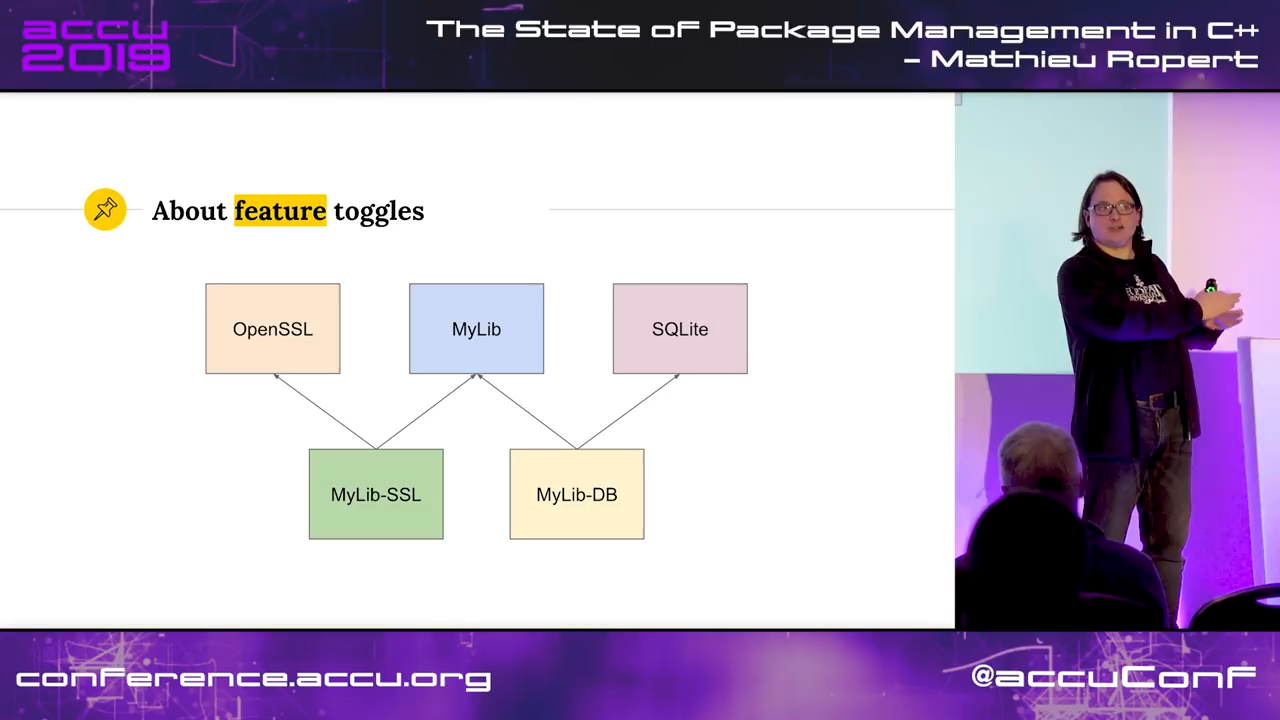 accu
2019
The State of Package Management in C++
– Mathieu Ropert
About feature toggles
OpenSSL
MyLib
SQLite
MyLib-SSL
MyLib-DB
conference.accu.org
@accuConf